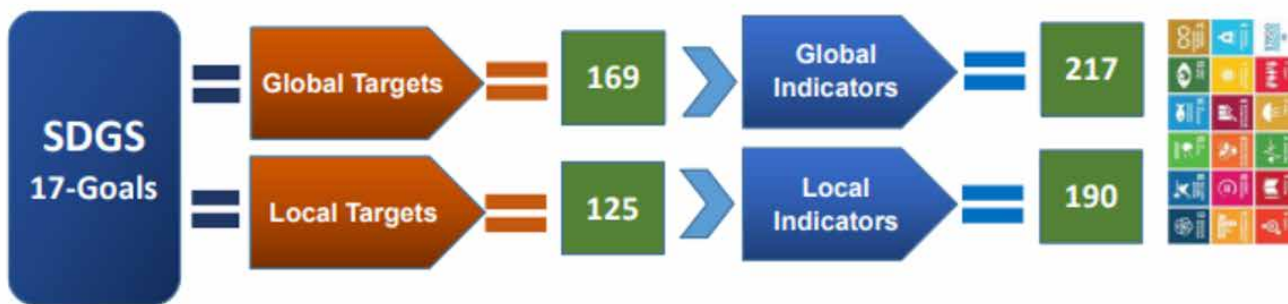 SDGS
17-Goals
Global Targets
169
Global
Indicators
217
Local Targets
125
Local
Indicators
190